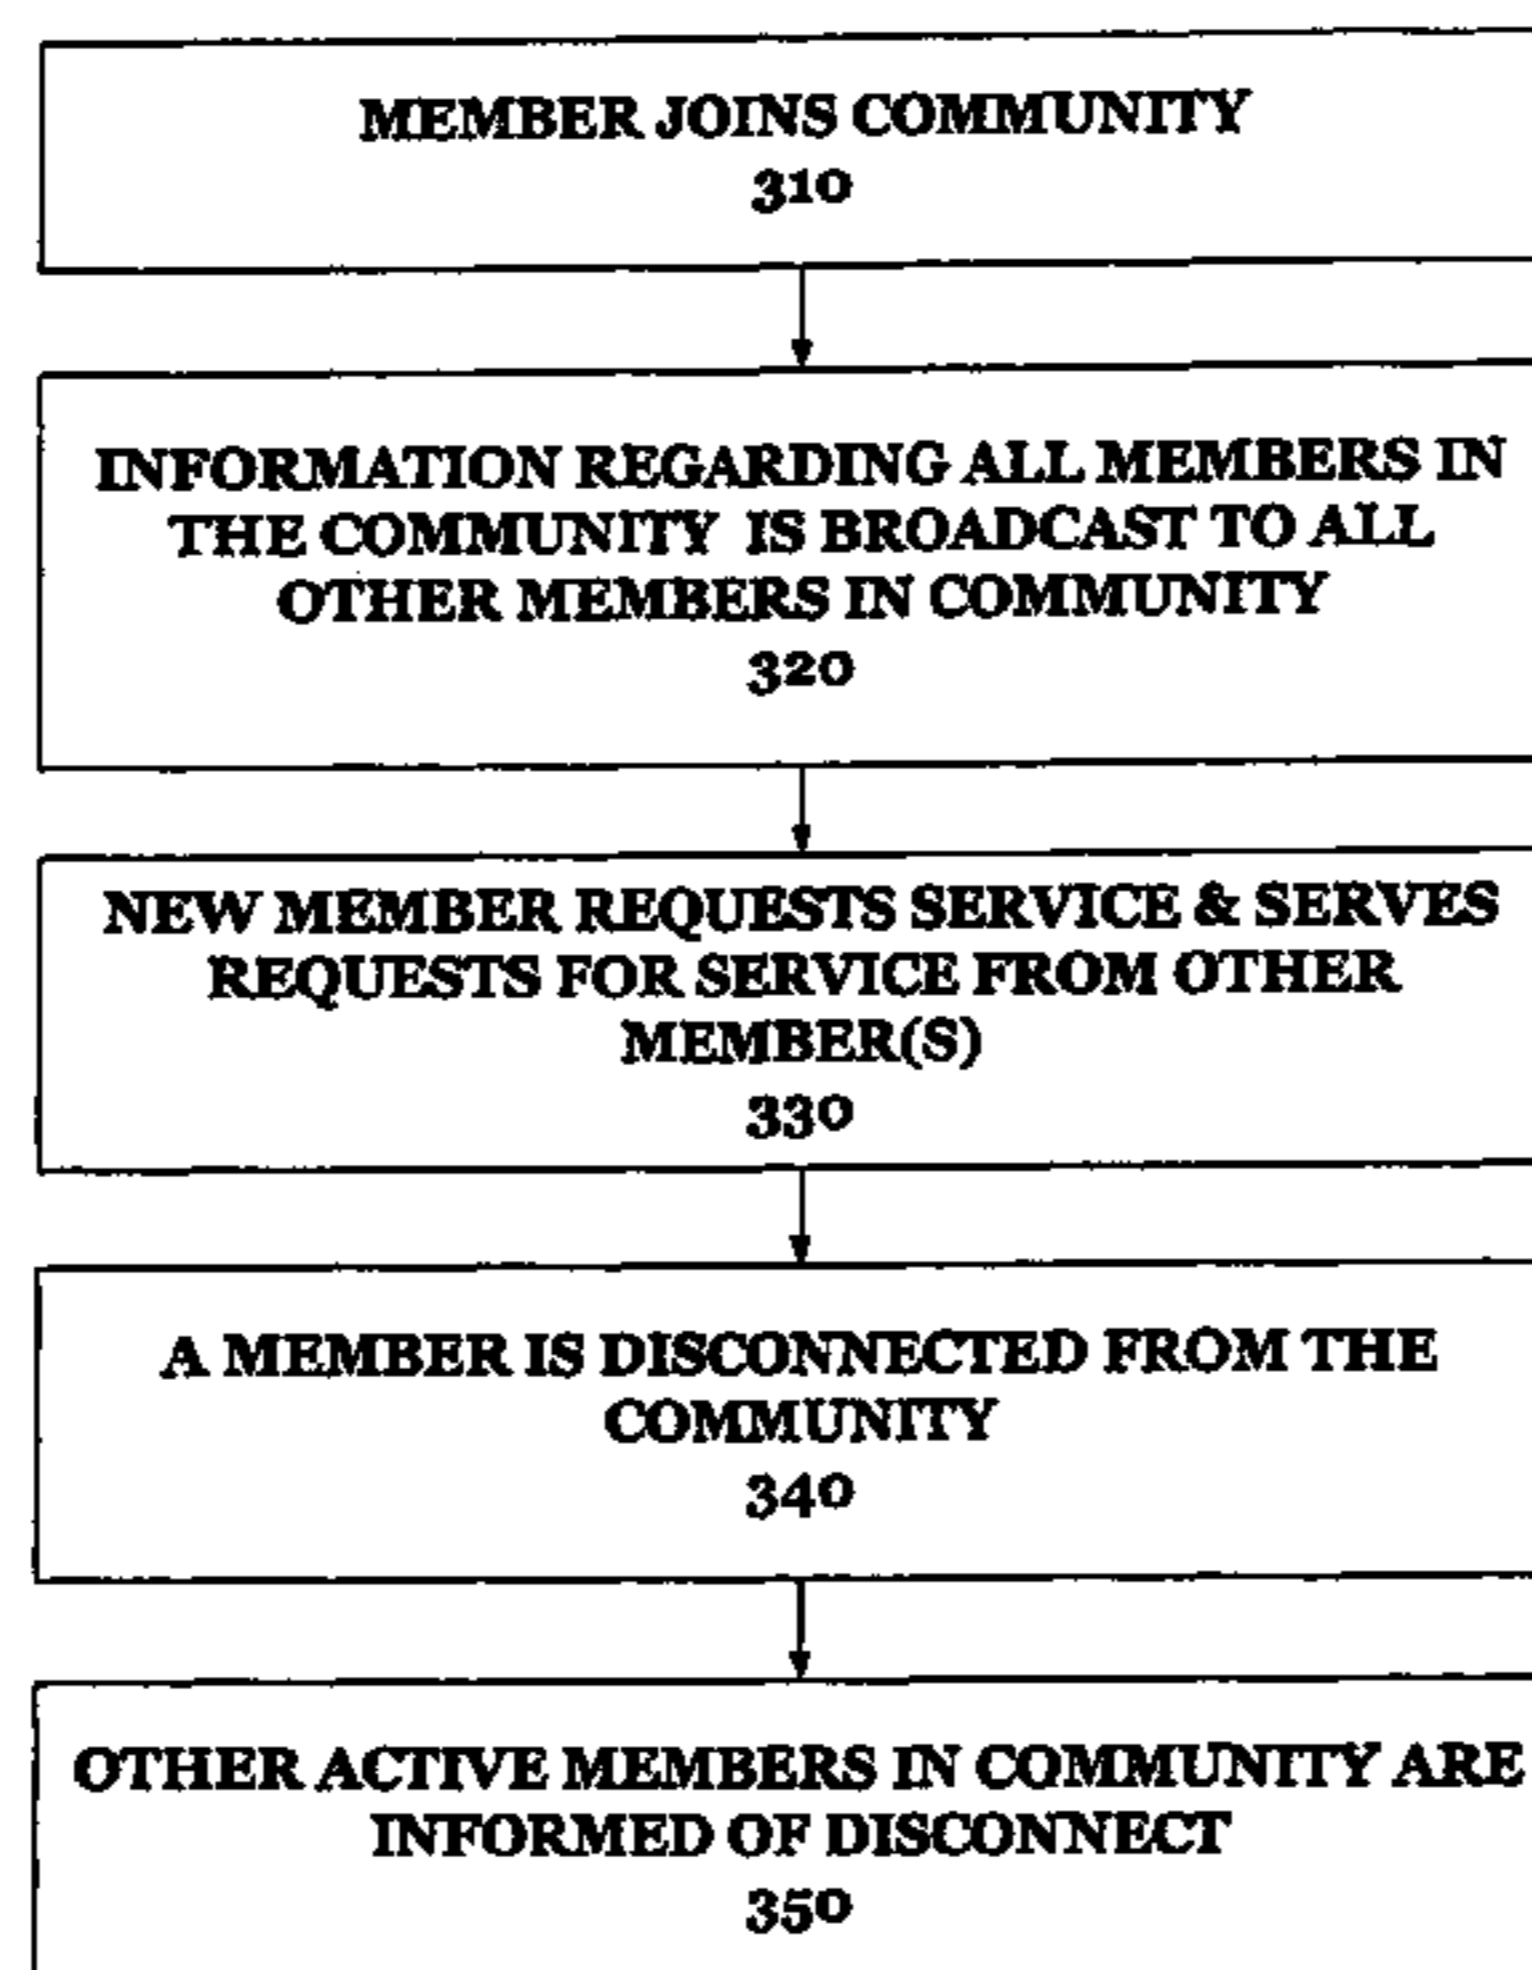 MEMBER JOINS COMMUNITY
310
INFORMATION REGARDING ALL MEMBERS IN
THE COMMUNITY IS BROADCAST TO ALL
OTHER MEMBERS IN COMMUNITY
320
NEW MEMBER REQUESTS SERVICE & SERVES
REQUESTS FOR SERVICE FROM OTHER
MEMBER(S)
330
A MEMBER IS DISCONNECTED FROM THE
COMMUNITY
340
OTHER ACTIVE MEMBERS IN COMMUNITY ARE
INFORMED OF DISCONNECT
350